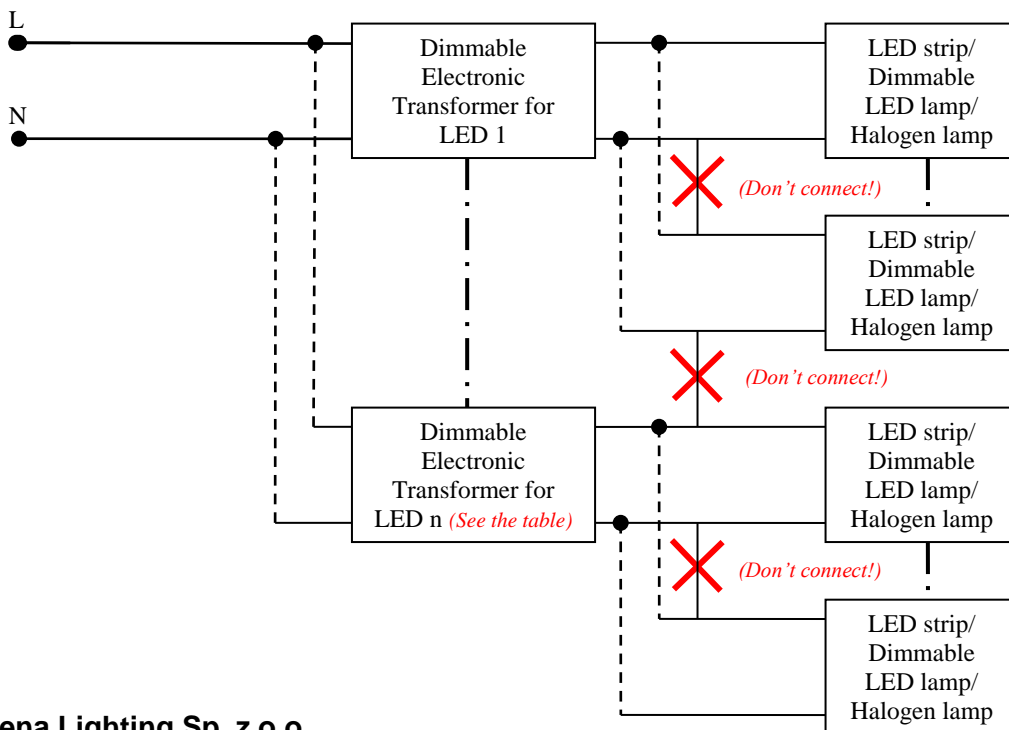 L
N
Dimmable
Electronic
Transformer for
LED 1
LED strip/
Dimmable
LED lamp/
Halogen lamp
(Don't connect!)
LED strip/
Dimmable
LED lamp/
Halogen lamp
(Don't connect!)
Dimmable
Electronic
Transformer for
LED n (See the table)
LED strip/
Dimmable
LED lamp/
Halogen lamp
(Don't connect!)
LED strip/
Dimmable
LED lamp/
Halogen lamp
Lighting Sp. z o.o.